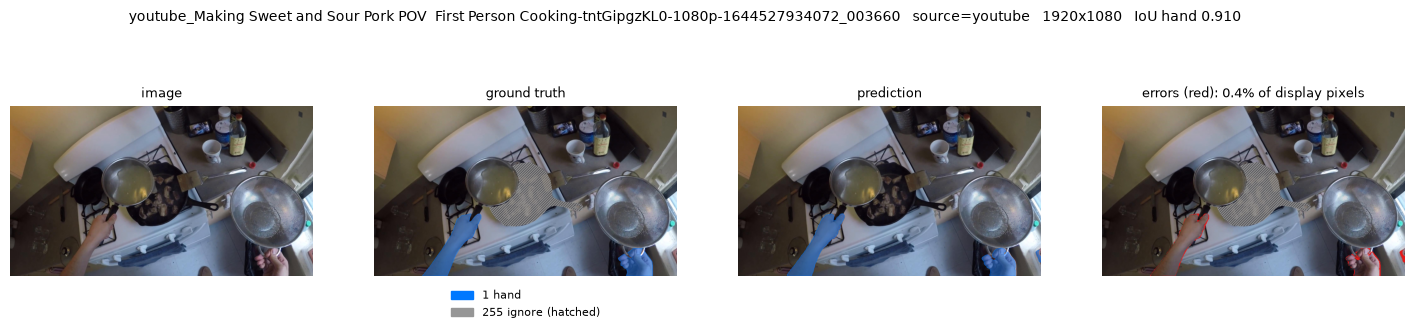 youtube_Making Sweet and Sour Pork POV  First Person Cooking-tntGipgzKL0-1080p-1644527934072_003660   source=youtube   1920x1080   IoU hand 0.910
image
ground truth
prediction
errors (red): 0.4% of display pixels
1 hand
255 ignore (hatched)